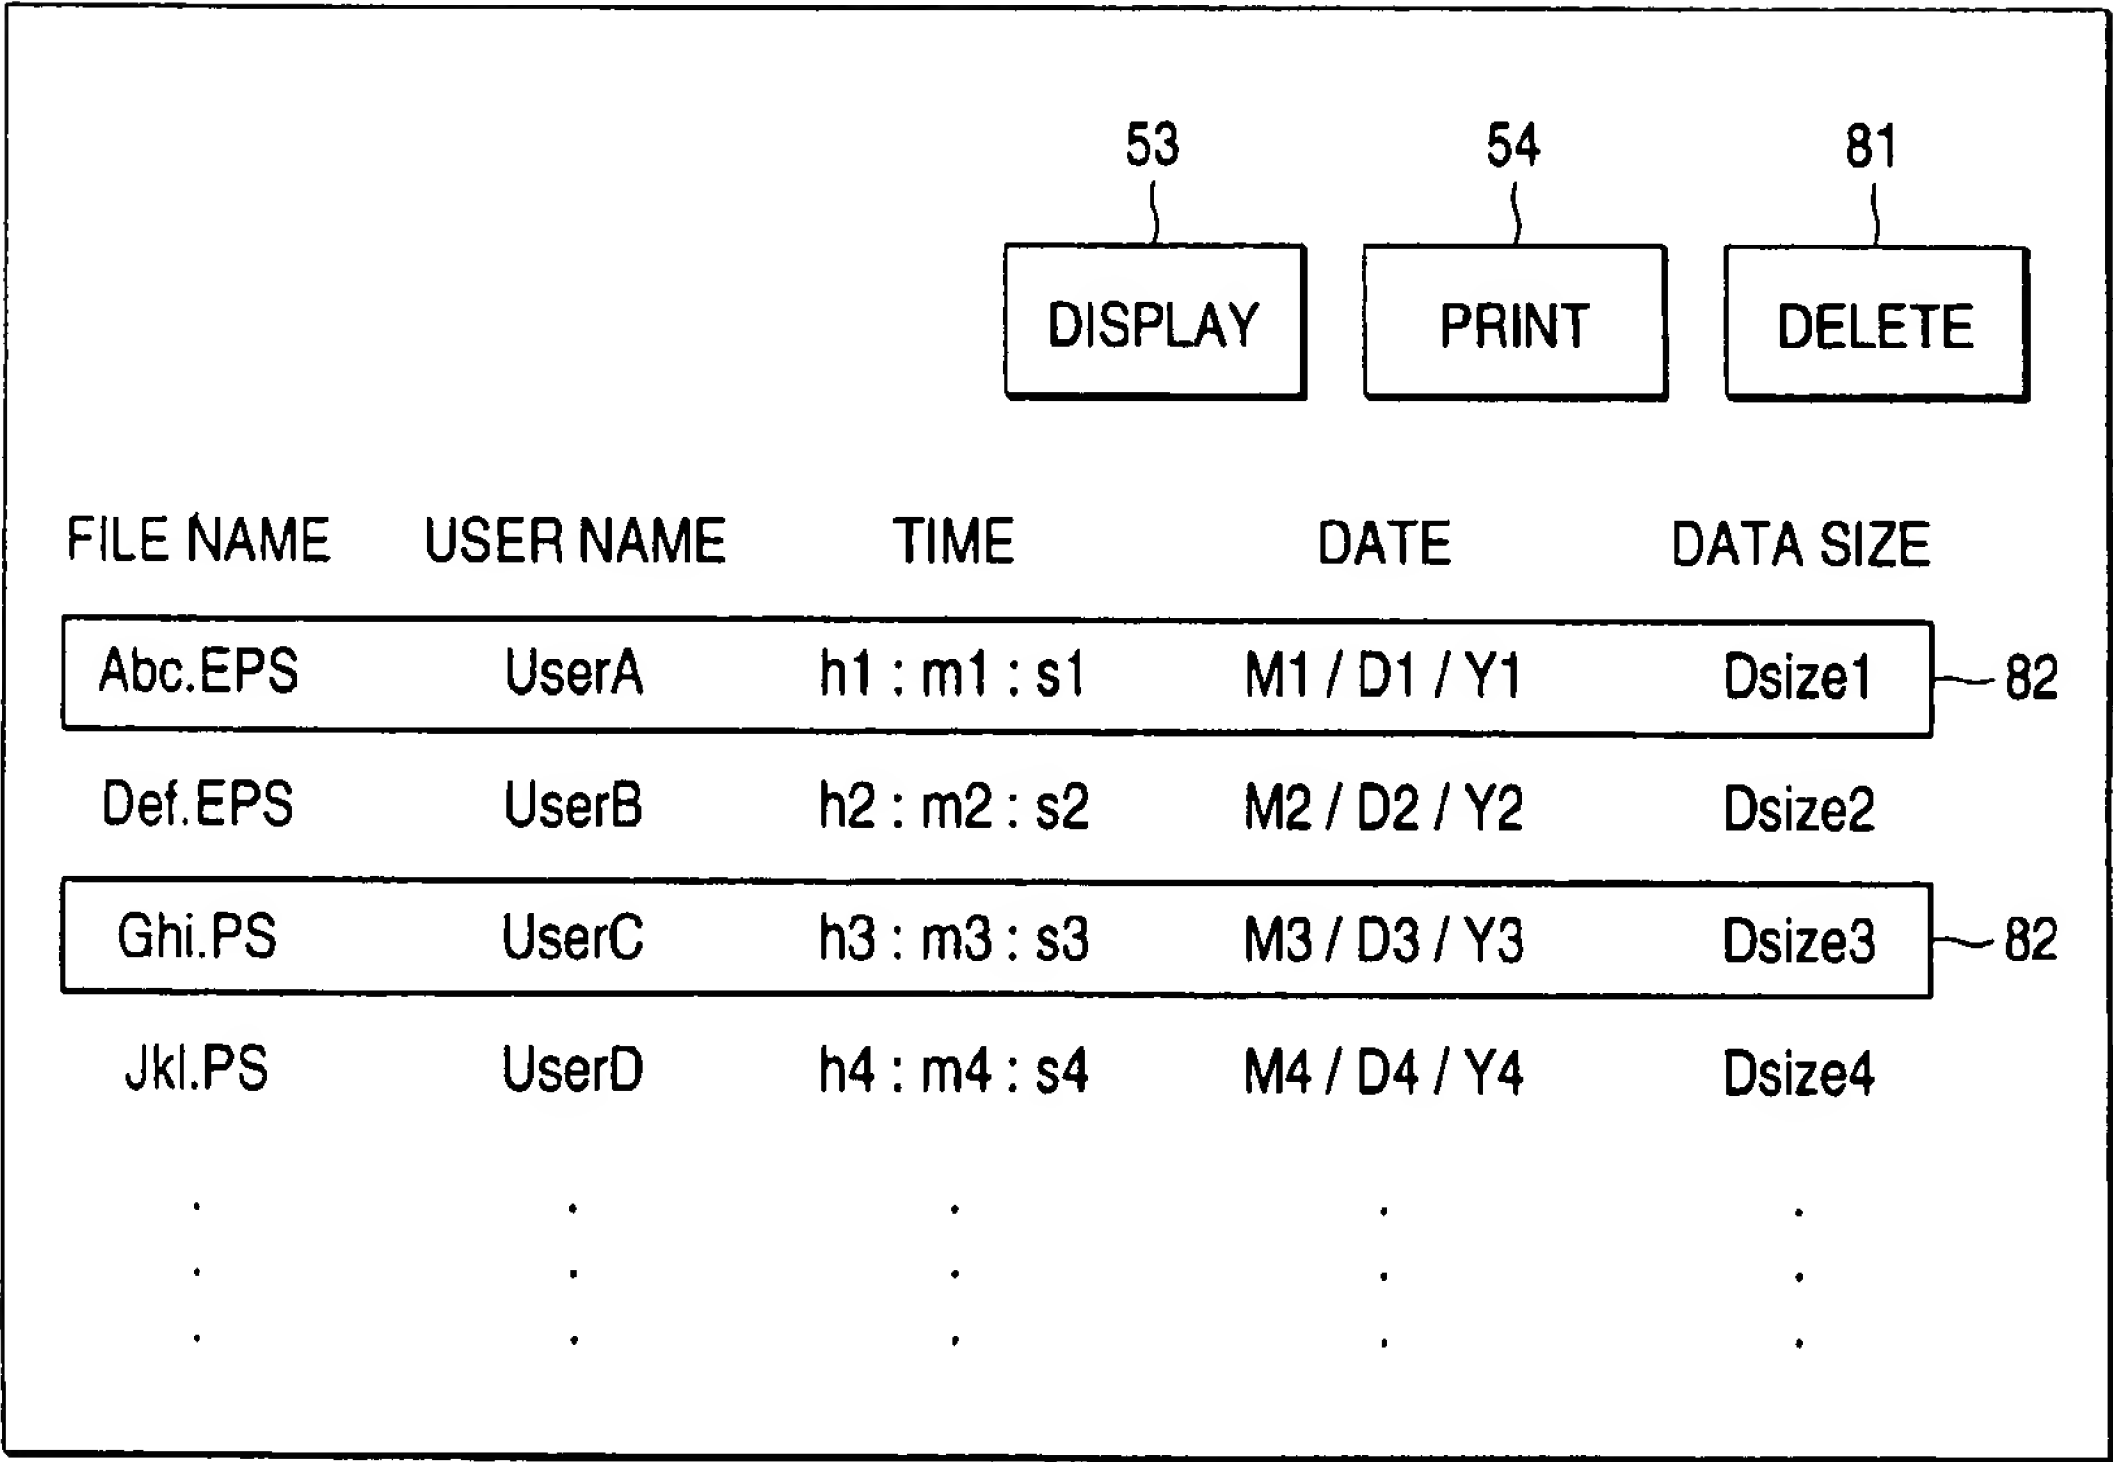 53 54 81
DISPLAY PRINT DELETE
FILE NAME USER NAME TIME DATE DATA SIZE
Abc.EPS UserA h1 : m1 : s1 M1 / D1 / Y1 Dsize1 82
Def.EPS UserB h2 : m2 : s2 M2 / D2 / Y2 Dsize2
Ghi.PS UserC h3 : m3 : s3 M3 / D3 / Y3 Dsize3 82
Jkl.PS UserD h4 : m4 : s4 M4 / D4 / Y4 Dsize4
. . . . .
. . . . .
. . . . .